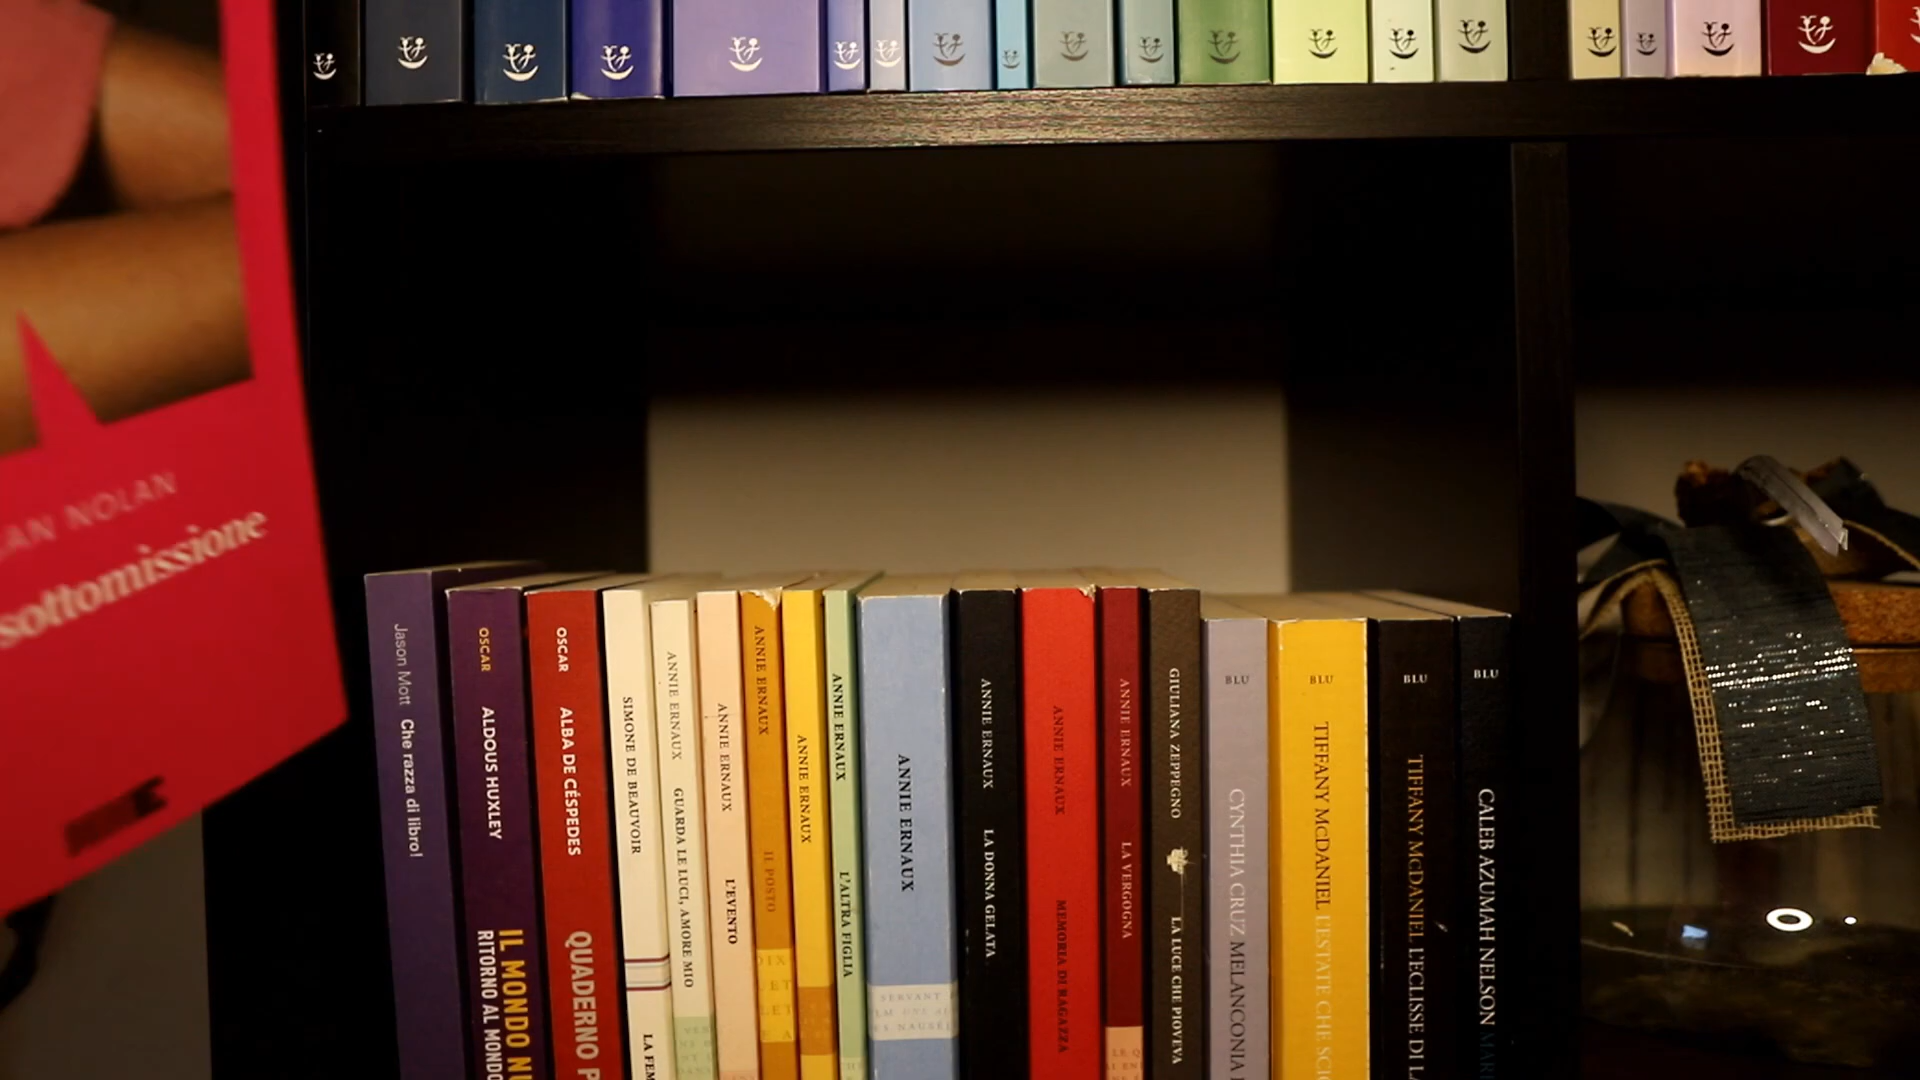 AN NOLAN
sottomissione
Jason Mott Che razza di libro!
OSCAR ALDOUS HUXLEY IL MONDO
RITORNO AL MONDO
OSCAR ALBA DE CÉSPEDES QUADERNO
SIMONE DE BEAUVOIR LA
ANNIE ERNAUX GUARDA LE LUCI, AMORE MIO
ANNIE ERNAUX L'EVENTO
ANNIE ERNAUX IL POSTO
ANNIE ERNAUX
ANNIE ERNAUX L'ALTRA FIGLIA
ANNIE ERNAUX
ANNIE ERNAUX LA DONNA GELATA
ANNIE ERNAUX MEMORIA DI RAGAZZA
ANNIE ERNAUX LA VERGOGNA
GIULIANA ZEPPEGNO LA LUCE CHE PIOVEVA
BLU CYNTHIA CRUZ MELANCONIA
BLU TIFFANY McDANIEL L'ESTATE CHE
BLU TIFFANY McDANIEL L'ECLISSE DI
BLU CALEB AZUMAH NELSON